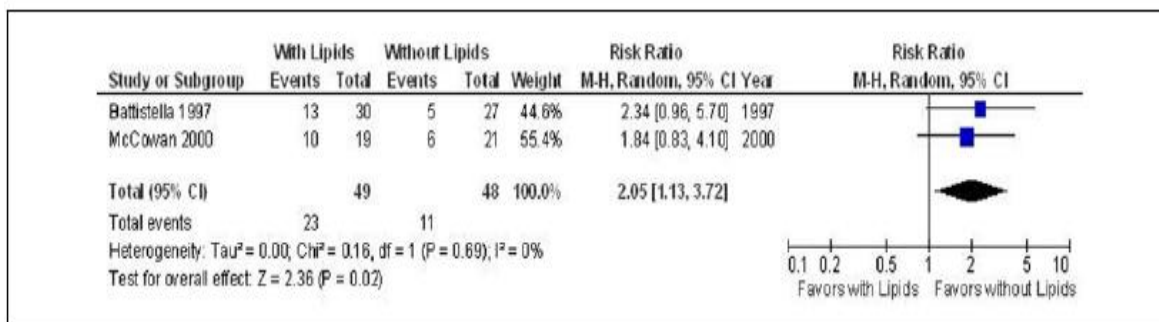 With Lipids Without Lipids Risk Ratio Risk Ratio
Study or Subgroup Events Total Events Total Weight M-H, Random, 95% CI Year M-H, Random, 95% CI
Battistella 1997 13 30 5 27 44.6% 2.34 [0.96, 5.70] 1997
McCowan 2000 10 19 6 21 55.4% 1.84 [0.83, 4.10] 2000
Total (95% CI) 49 48 100.0% 2.05 [1.13, 3.72]
Total events 23 11
Heterogeneity: Tau² = 0.00; Chi² = 0.16, df = 1 (P = 0.69); I² = 0%
Test for overall effect: Z = 2.36 (P = 0.02)
0.1 0.2 0.5 1 2 5 10
Favors with Lipids Favors without Lipids